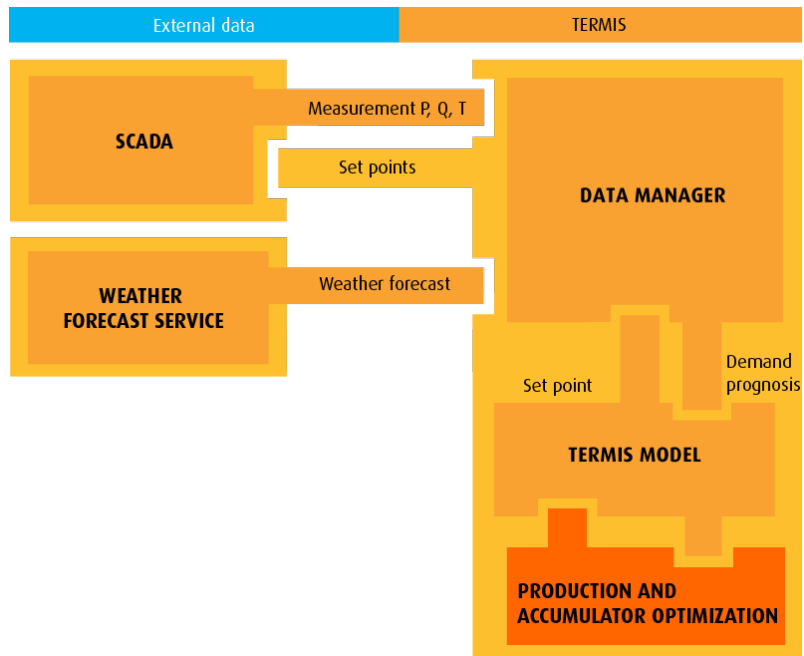 External data
TERMIS
SCADA
Measurement P, Q, T
Set points
DATA MANAGER
WEATHER
FORECAST SERVICE
Weather forecast
Set point
Demand
prognosis
TERMIS MODEL
PRODUCTION AND
ACCUMULATOR OPTIMIZATION